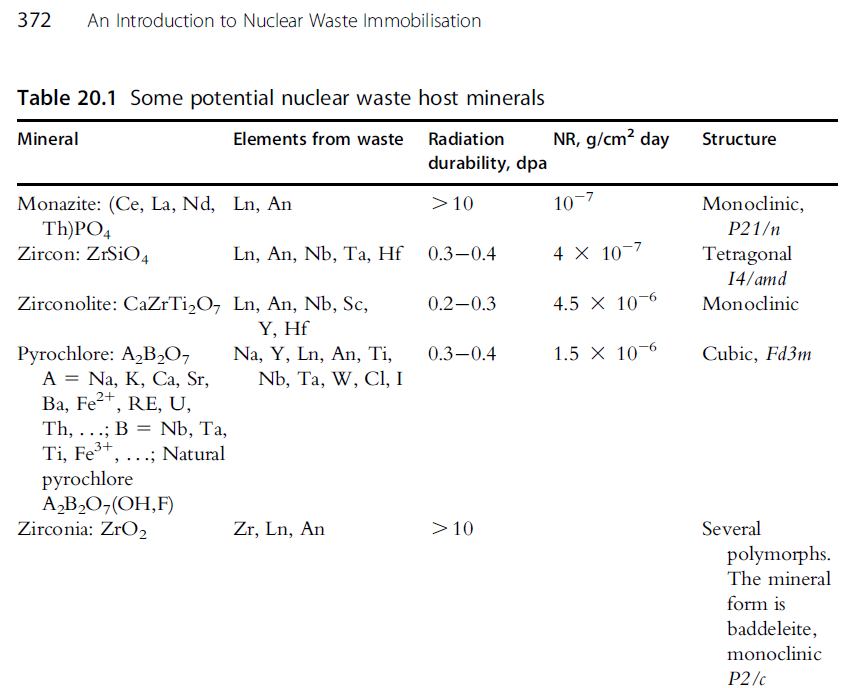 372 An Introduction to Nuclear Waste Immobilisation
Table 20.1 Some potential nuclear waste host minerals
Mineral Elements from waste Radiation durability, dpa NR, g/cm² day Structure
Monazite: (Ce, La, Nd, Th)PO₄ Ln, An >10 10⁻⁷ Monoclinic, P21/n
Zircon: ZrSiO₄ Ln, An, Nb, Ta, Hf 0.3–0.4 4 × 10⁻⁷ Tetragonal I4/amd
Zirconolite: CaZrTi₂O₇ Ln, An, Nb, Sc, Y, Hf 0.2–0.3 4.5 × 10⁻⁶ Monoclinic
Pyrochlore: A₂B₂O₇ Na, Y, Ln, An, Ti, 0.3–0.4 1.5 × 10⁻⁶ Cubic, Fd3m
A = Na, K, Ca, Sr, Nb, Ta, W, Cl, I
Ba, Fe²⁺, RE, U,
Th, ...; B = Nb, Ta,
Ti, Fe³⁺, ...; Natural
pyrochlore
A₂B₂O₇(OH,F)
Zirconia: ZrO₂ Zr, Ln, An >10 Several
polymorphs.
The mineral
form is
baddeleite,
monoclinic
P2/c